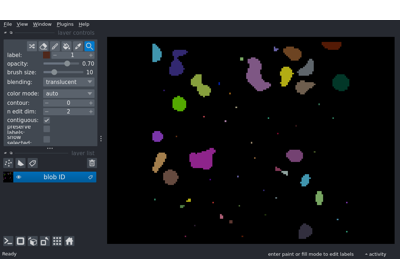 File View Window Plugins Help
layer controls
label: 1
opacity: 0.70
brush size: 10
blending: translucent
color mode: auto
contour: 0
n edit dim: 2
contiguous:
preserve
labels:
show
selected:
layer list
blob ID
Ready enter paint or fill mode to edit labels activity